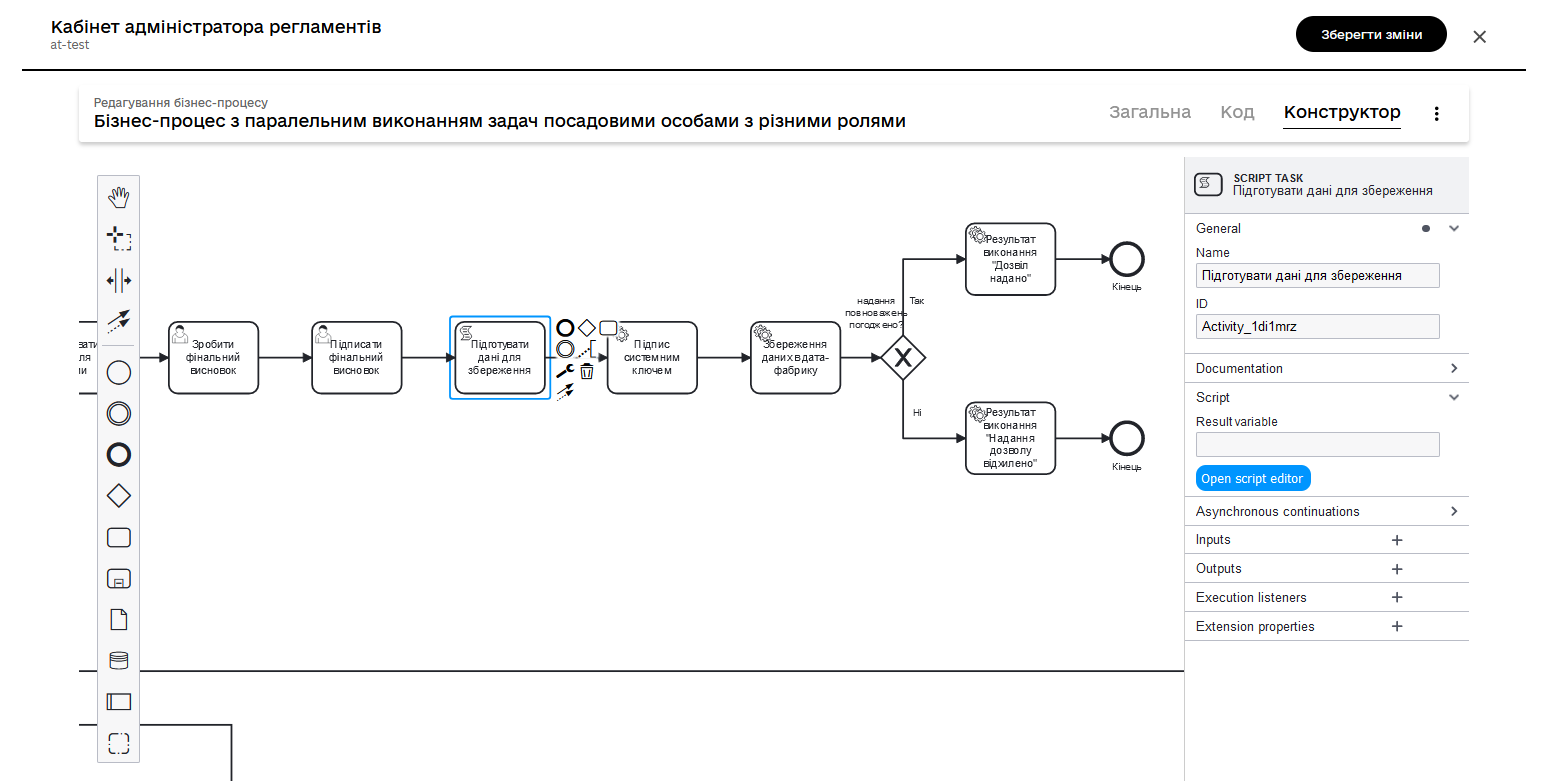 Кабінет адміністратора регламентів
at-test
Зберегти зміни
Редагування бізнес-процесу
Бізнес-процес з паралельним виконанням задач посадовими особами з різними ролями
Загальна
Код
Конструктор
вати
ля
ни
Зробити
фінальний
висновок
Підписати
фінальний
висновок
Підготувати
дані для
збереження
Підпис
системним
ключем
Збереження
даних в дата-
фабрику
надання
повноважень
погоджено?
Так
Ні
Результат
виконання
"Дозвіл
надано"
Кінець
Результат
виконання
"Надання
дозволу
відхилено"
Кінець
SCRIPT TASK
Підготувати дані для збереження
General
Name
Підготувати дані для збереження
ID
Activity_1di1mrz
Documentation
Script
Result variable
Open script editor
Asynchronous continuations
Inputs
Outputs
Execution listeners
Extension properties